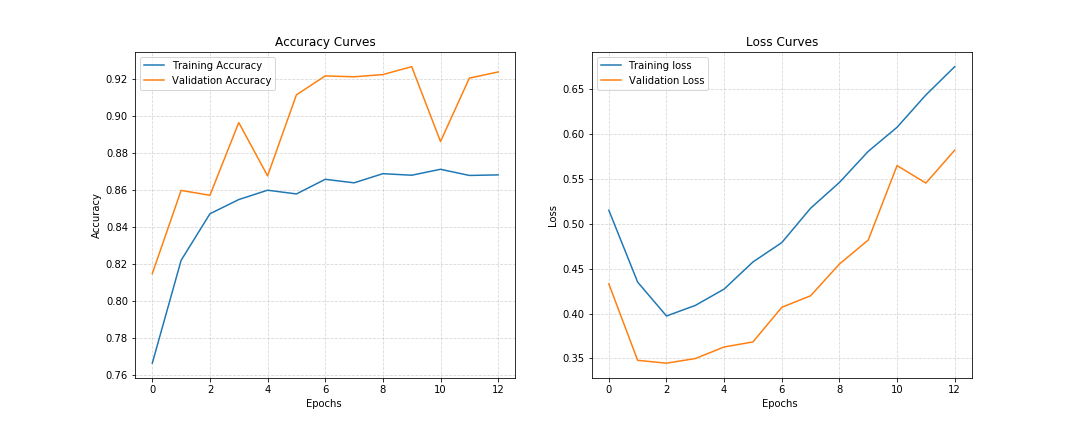 Accuracy Curves
Training Accuracy
Validation Accuracy
0.92
0.90
0.88
0.86
0.84
0.82
0.80
0.78
0.76
Accuracy
0 2 4 6 8 10 12
Epochs
Loss Curves
Training loss
Validation Loss
0.65
0.60
0.55
0.50
0.45
0.40
0.35
Loss
0 2 4 6 8 10 12
Epochs